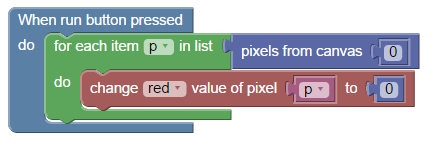 When run button pressed
do for each item p in list pixels from canvas 0
do change red value of pixel p to 0